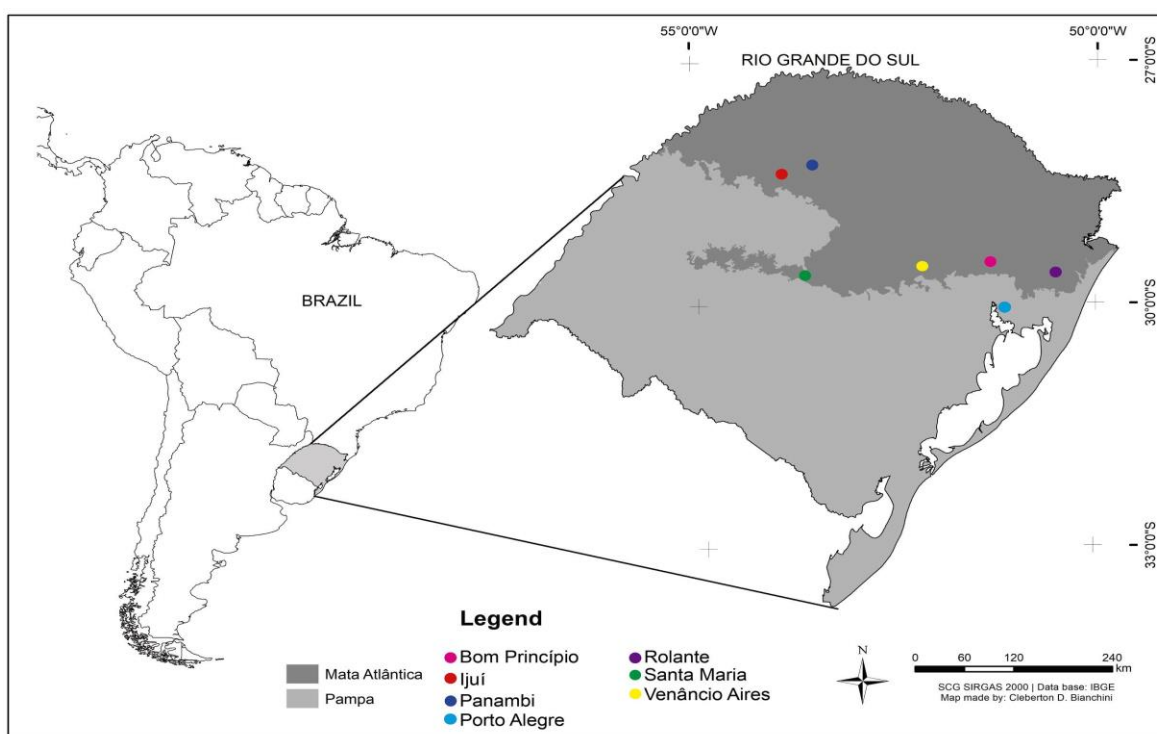 55°0'0"W
50°0'0"W
RIO GRANDE DO SUL
27°0'0"S
BRAZIL
30°0'0"S
33°0'0"S
Legend
Mata Atlântica
Pampa
Bom Princípio
Ijuí
Panambi
Porto Alegre
Rolante
Santa Maria
Venâncio Aires
N
0 60 120 240
km
SCG SIRGAS 2000 | Data base: IBGE
Map made by: Cleberton D. Bianchini